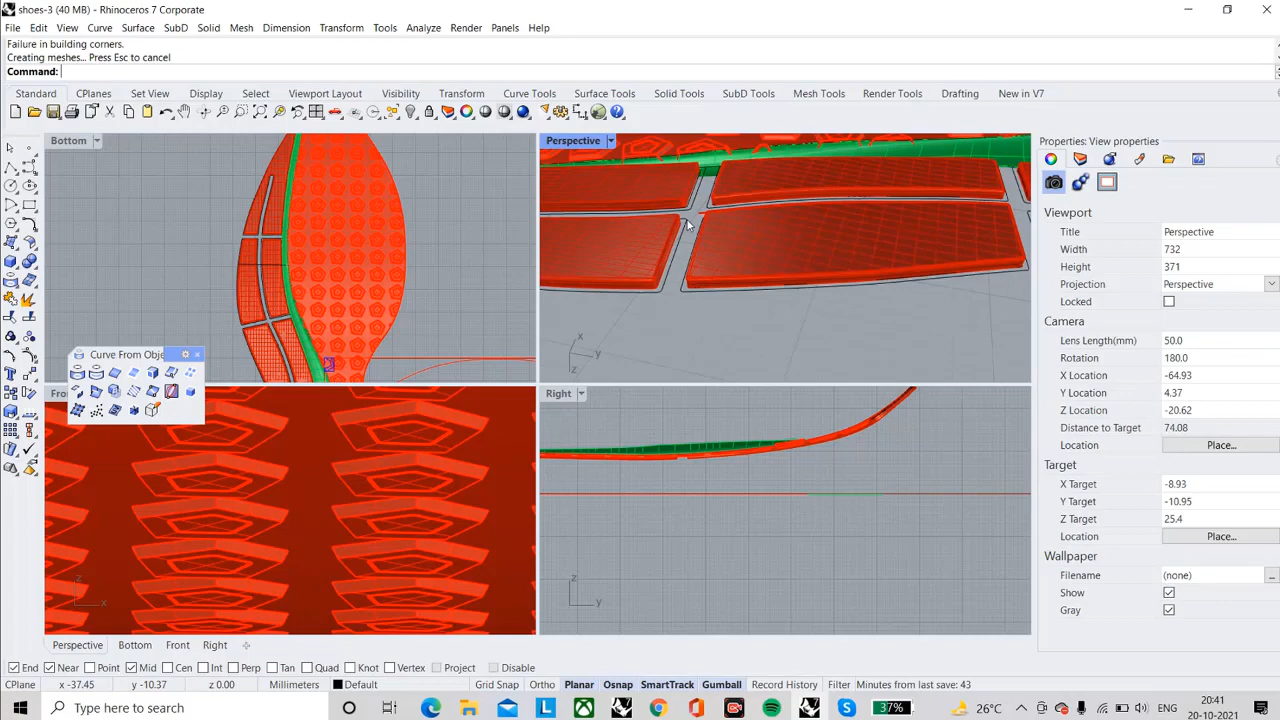 shoes-3 (40 MB) - Rhinoceros 7 Corporate
File Edit View Curve Surface SubD Solid Mesh Dimension Transform Tools Analyze Render Panels Help
Failure in building corners.
Creating meshes... Press Esc to cancel
Command:
Standard CPlanes Set View Display Select Viewport Layout Visibility Transform Curve Tools Surface Tools Solid Tools SubD Tools Mesh Tools Render Tools Drafting New in V7
Bottom
Perspective
Properties: View properties
Viewport
Title Perspective
Width 732
Height 371
Projection Perspective
Locked
Camera
Lens Length(mm) 50.0
Rotation 180.0
X Location -64.93
Y Location 4.37
Z Location -20.62
Distance to Target 74.08
Location Place...
Target
X Target -8.93
Y Target -10.95
Z Target 25.4
Location Place...
Wallpaper
Filename (none) ...
Show
Gray
Curve From Obje
x
y
z
Fro
Right
z
x
z
y
Perspective Bottom Front Right
End Near Point Mid Cen Int Perp Tan Quad Knot Vertex Project Disable
CPlane x -37.45 y -10.37 z 0.00 Millimeters Default Grid Snap Ortho Planar Osnap SmartTrack Gumball Record History Filter Minutes from last save: 43
Type here to search
37%
26°C
20:41
20-10-2021